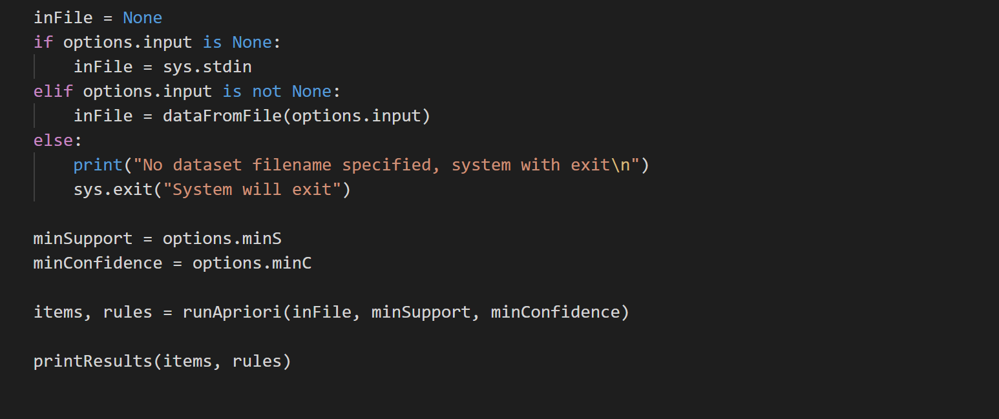 inFile = None
if options.input is None:
    inFile = sys.stdin
elif options.input is not None:
    inFile = dataFromFile(options.input)
else:
    print("No dataset filename specified, system with exit\n")
    sys.exit("System will exit")

minSupport = options.minS
minConfidence = options.minC

items, rules = runApriori(inFile, minSupport, minConfidence)

printResults(items, rules)